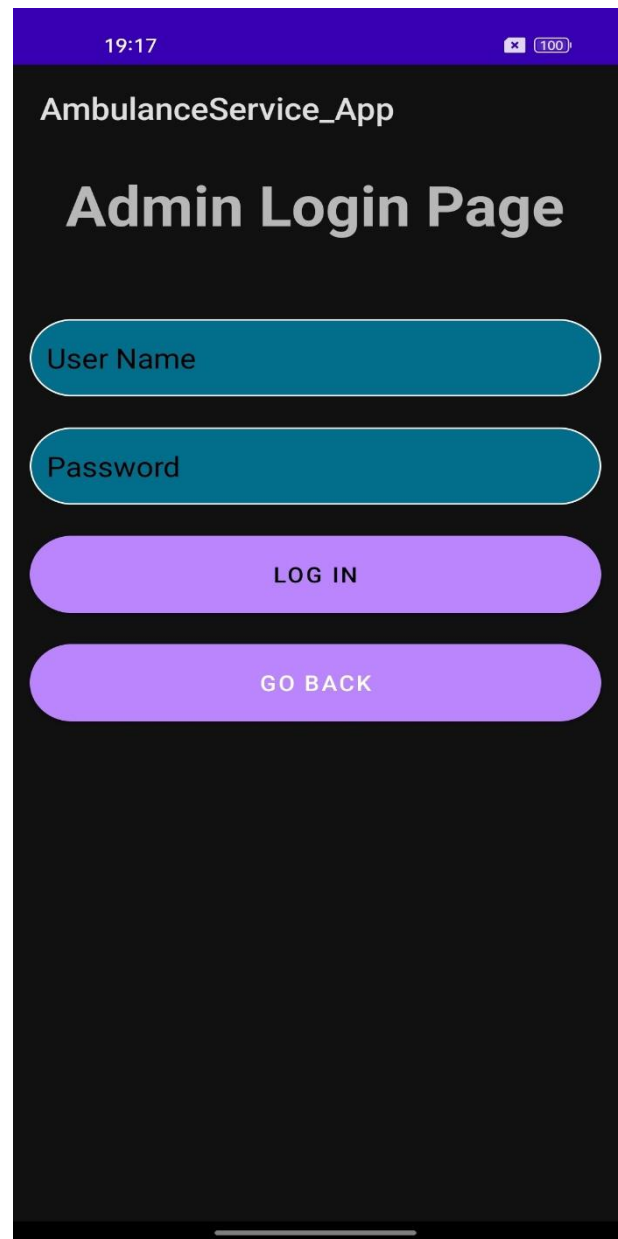 19:17
100
AmbulanceService_App
Admin Login Page
User Name
Password
LOG IN
GO BACK